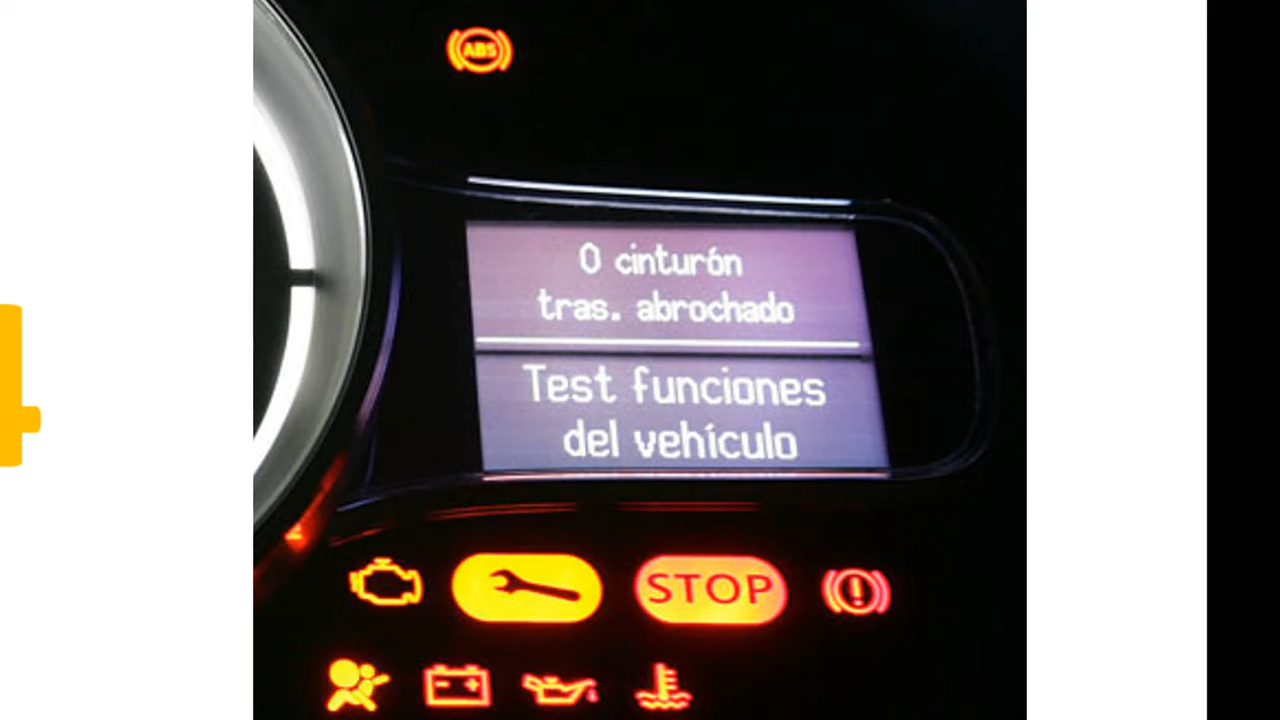 ABS
0 cinturón
tras. abrochado
Test funciones
del vehículo
STOP